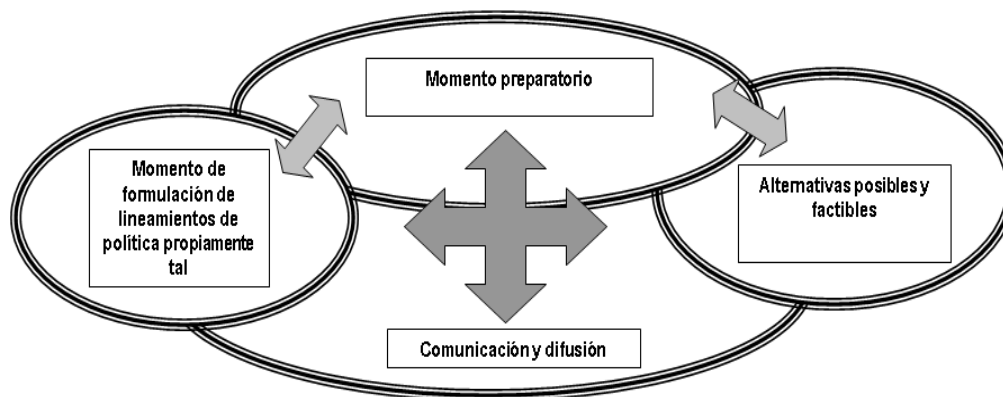 Momento preparatorio
Momento de
formulación de
lineamientos de
política propiamente
tal
Alternativas posibles y
factibles
Comunicación y difusión